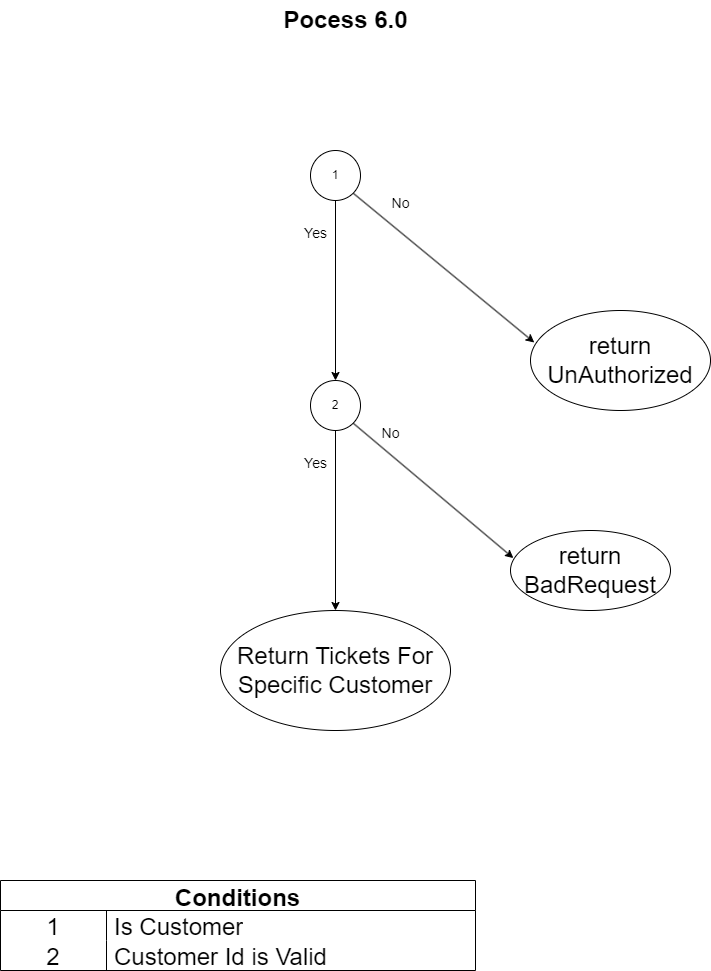 Pocess 6.0
1
No
Yes
return
UnAuthorized
2
No
Yes
return
BadRequest
Return Tickets For
Specific Customer
Conditions
1 Is Customer
2 Customer Id is Valid